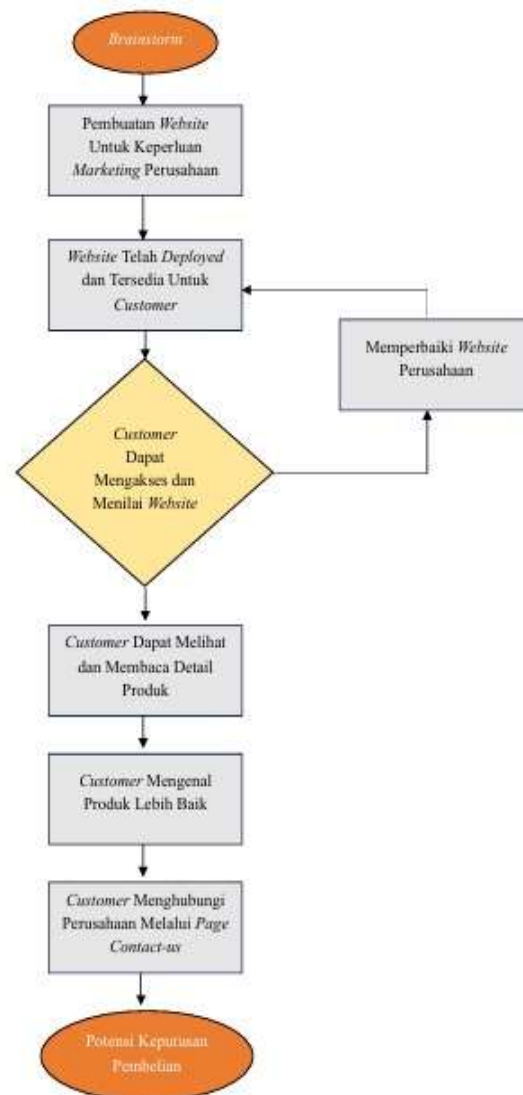 Brainstorm
Pembuatan Website
Untuk Keperluan
Marketing Perusahaan
Website Telah Deployed
dan Tersedia Untuk
Customer
Memperbaiki Website
Perusahaan
Customer
Dapat
Mengakses dan
Menilai Website
Customer Dapat Melihat
dan Membaca Detail
Produk
Customer Mengenal
Produk Lebih Baik
Customer Menghubungi
Perusahaan Melalui Page
Contact-us
Potensi Keputusan
Pembelian